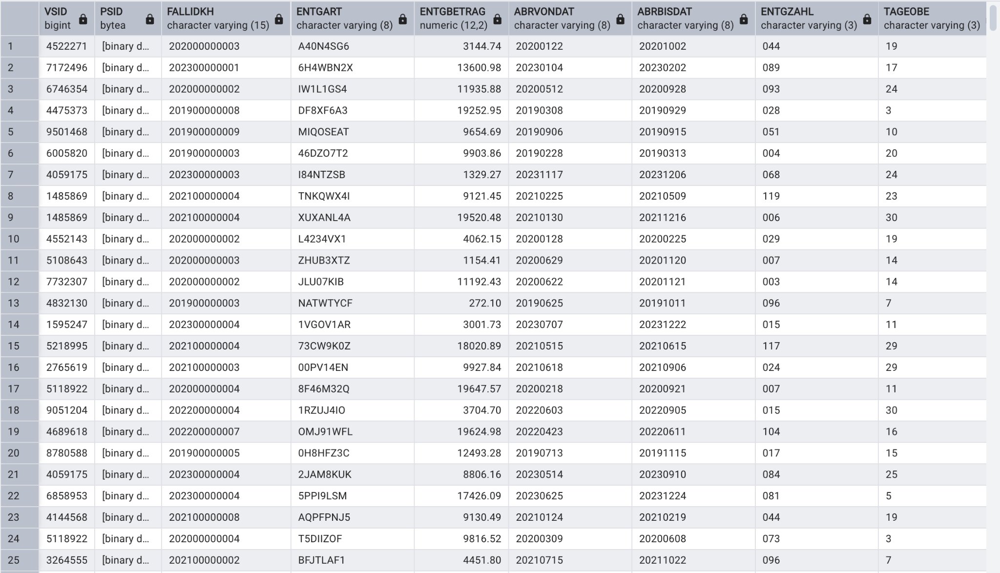 VSID PSID FALLIDKH ENTGART ENTGBETRAG ABRVONDAT ABRBISDAT ENTGZAHL TAGEOBE
bigint bytea character varying (15) character varying (8) numeric (12,2) character varying (8) character varying (8) character varying (3) character varying (3)
1 4522271 [binary d... 202000000003 A40N4SG6 3144.74 20200122 20201002 044 19
2 7172496 [binary d... 202300000001 6H4WBN2X 13600.98 20230104 20230202 089 17
3 6746354 [binary d... 202000000002 IW1L1GS4 11935.88 20200512 20200928 093 24
4 4475373 [binary d... 201900000008 DF8XF6A3 19252.95 20190308 20190929 028 3
5 9501468 [binary d... 201900000009 MIQOSEAT 9654.69 20190906 20190915 051 10
6 6005820 [binary d... 201900000003 46DZO7T2 9903.86 20190228 20190313 004 20
7 4059175 [binary d... 202300000003 I84NTZSB 1329.27 20231117 20231206 068 24
8 1485869 [binary d... 202100000004 TNKQWX4I 9121.45 20210225 20210509 119 23
9 1485869 [binary d... 202100000004 XUXANL4A 19520.48 20210130 20211216 006 30
10 4552143 [binary d... 202000000002 L4234VX1 4062.15 20200128 20200225 029 19
11 5108643 [binary d... 202000000003 ZHUB3XTZ 1154.41 20200629 20201120 007 14
12 7732307 [binary d... 202000000002 JLU07KIB 11192.43 20200622 20201121 003 14
13 4832130 [binary d... 201900000003 NATWTYCF 272.10 20190625 20191011 096 7
14 1595247 [binary d... 202300000004 1VGOV1AR 3001.73 20230707 20231222 015 11
15 5218995 [binary d... 202100000004 73CW9K0Z 18020.89 20210515 20210615 117 29
16 2765619 [binary d... 202100000003 00PV14EN 9927.84 20210618 20210906 024 29
17 5118922 [binary d... 202000000004 8F46M32Q 19647.57 20200218 20200921 007 11
18 9051204 [binary d... 202200000004 1RZUJ4IO 3704.70 20220603 20220905 015 30
19 4689618 [binary d... 202200000007 OMJ91WFL 19624.98 20220423 20220611 104 16
20 8780588 [binary d... 201900000005 0H8HFZ3C 12493.28 20190713 20191115 017 15
21 4059175 [binary d... 202300000004 2JAM8KUK 8806.16 20230514 20230910 084 25
22 6858953 [binary d... 202300000004 5PPI9LSM 17426.09 20230625 20231224 081 5
23 4144568 [binary d... 202100000008 AQPFPNJ5 9130.49 20210124 20210219 044 19
24 5118922 [binary d... 202000000004 T5DIIZOF 9816.52 20200309 20200608 073 3
25 3264555 [binary d... 202100000002 BFJTLAF1 4451.80 20210715 20211022 096 7